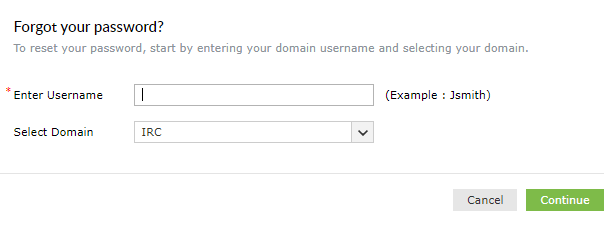 Forgot your password?
To reset your password, start by entering your domain username and selecting your domain.
* Enter Username (Example : Jsmith)
Select Domain IRC
Cancel Continue